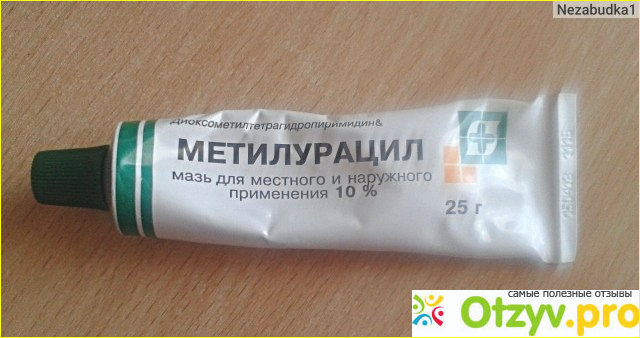 Nezabudka1
Диоксометилтетрагидропиримидин&
МЕТИЛУРАЦИЛ
мазь для местного и наружного
применения 10 %
25 г
самые полезные отзывы
Otzyv.pro